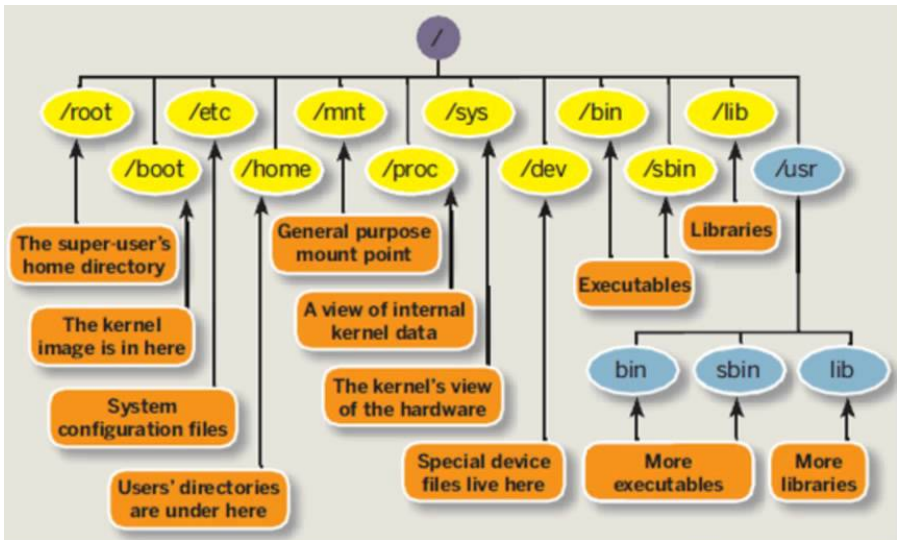 /
/root
/etc
/mnt
/sys
/bin
/lib
/boot
/home
/proc
/dev
/sbin
/usr
The super-user's
home directory
General purpose
mount point
Libraries
Executables
The kernel
image is in here
A view of internal
kernel data
The kernel's view
of the hardware
bin
sbin
lib
System
configuration files
Special device
files live here
More
executables
More
libraries
Users' directories
are under here